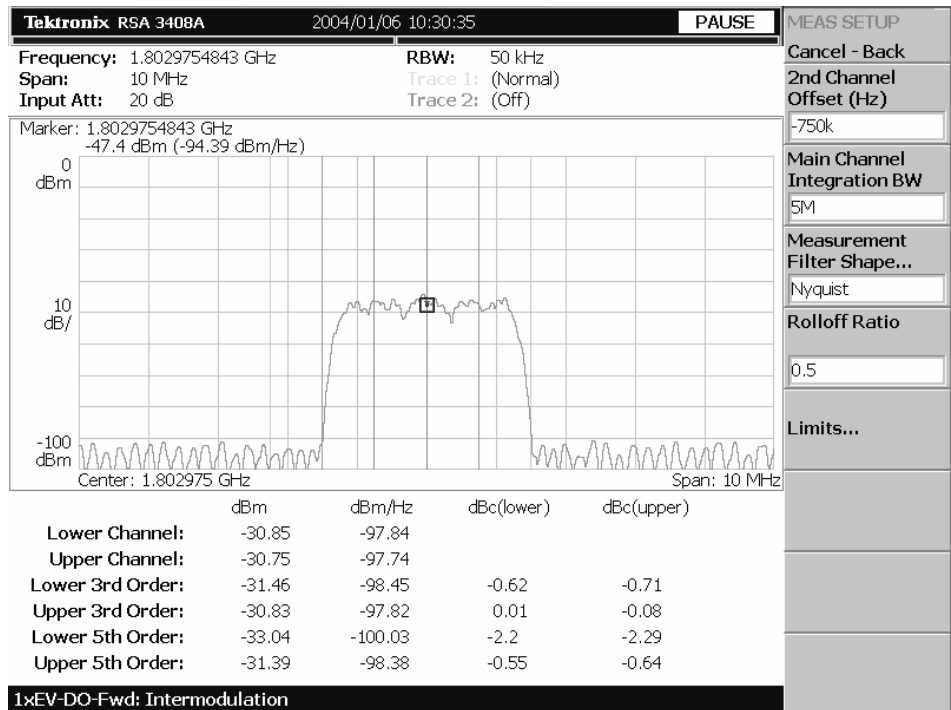 Tektronix RSA 3408A 2004/01/06 10:30:35 PAUSE
Frequency: 1.8029754843 GHz RBW: 50 kHz
Span: 10 MHz Trace 1: (Normal)
Input Att: 20 dB Trace 2: (Off)
Marker: 1.8029754843 GHz
-47.4 dBm (-94.39 dBm/Hz)
0
dBm
10
dB/
-100
dBm
Center: 1.802975 GHz Span: 10 MHz
dBm dBm/Hz dBc(lower) dBc(upper)
Lower Channel: -30.85 -97.84
Upper Channel: -30.75 -97.74
Lower 3rd Order: -31.46 -98.45 -0.62 -0.71
Upper 3rd Order: -30.83 -97.82 0.01 -0.08
Lower 5th Order: -33.04 -100.03 -2.2 -2.29
Upper 5th Order: -31.39 -98.38 -0.55 -0.64
1xEV-DO-Fwd: Intermodulation
MEAS SETUP
Cancel - Back
2nd Channel
Offset (Hz)
-750k
Main Channel
Integration BW
5M
Measurement
Filter Shape...
Nyquist
Rolloff Ratio
0.5
Limits...